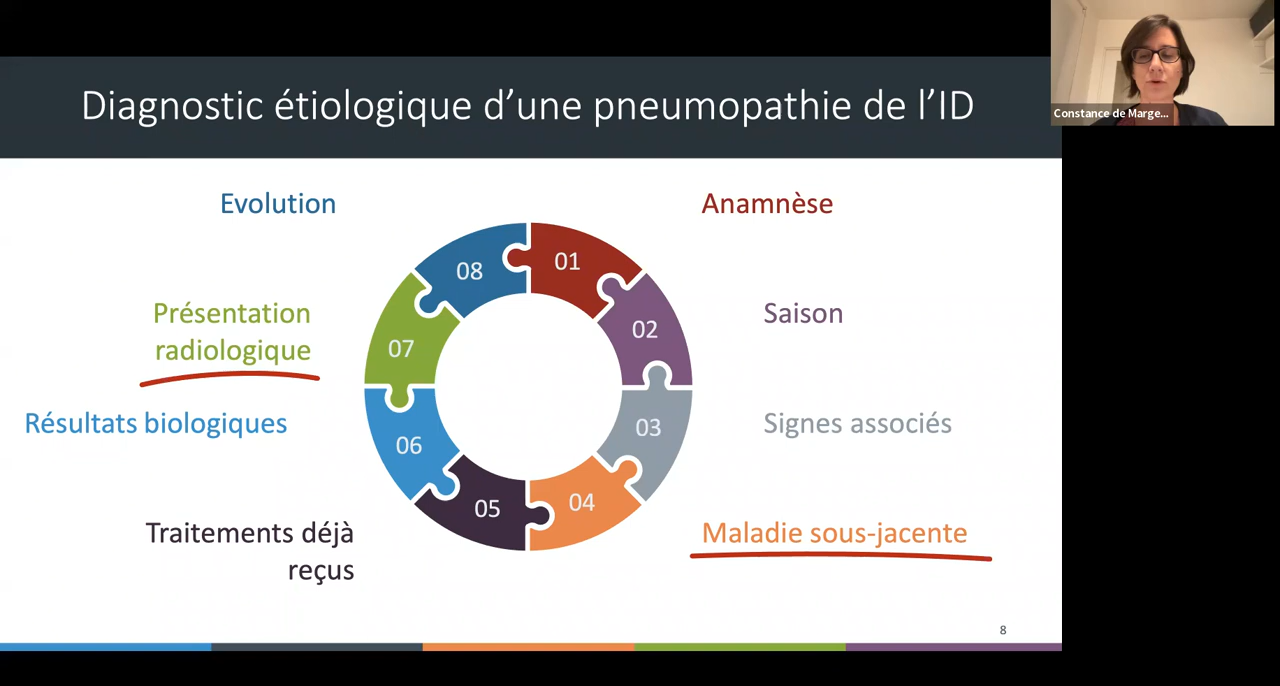 Diagnostic étiologique d’une pneumopathie de l’ID
Constance de Marge...
Evolution
Anamnèse
08
01
Présentation
radiologique
Saison
07
02
Résultats biologiques
Signes associés
06
03
05
04
Traitements déjà
reçus
Maladie sous-jacente
8